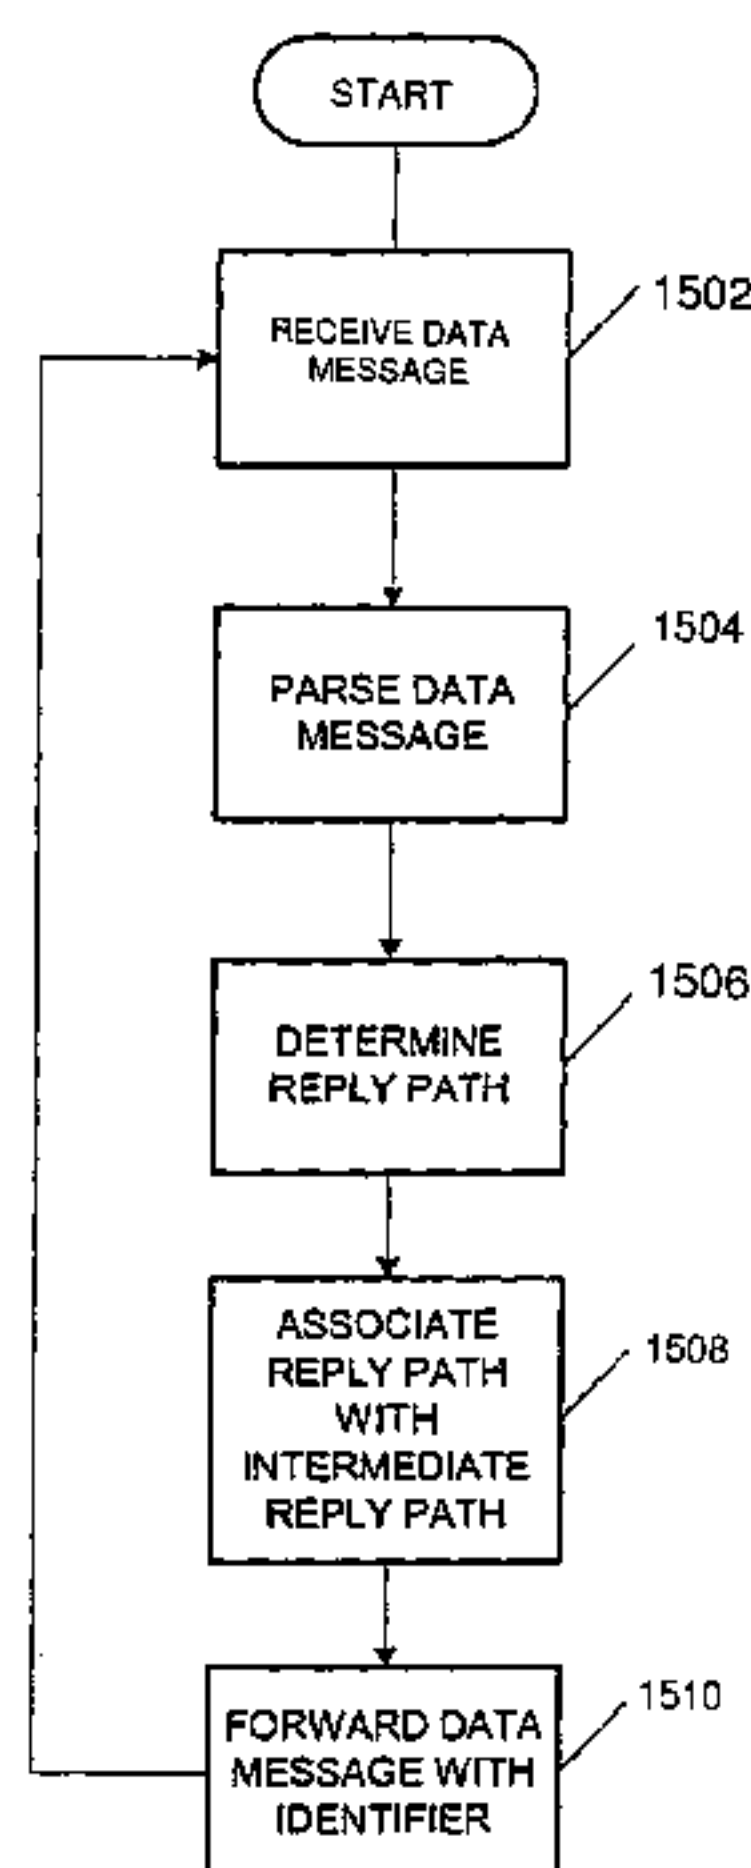 START
RECEIVE DATA
MESSAGE
1502
PARSE DATA
MESSAGE
1504
DETERMINE
REPLY PATH
1506
ASSOCIATE
REPLY PATH
WITH
INTERMEDIATE
REPLY PATH
1508
FORWARD DATA
MESSAGE WITH
IDENTIFIER
1510